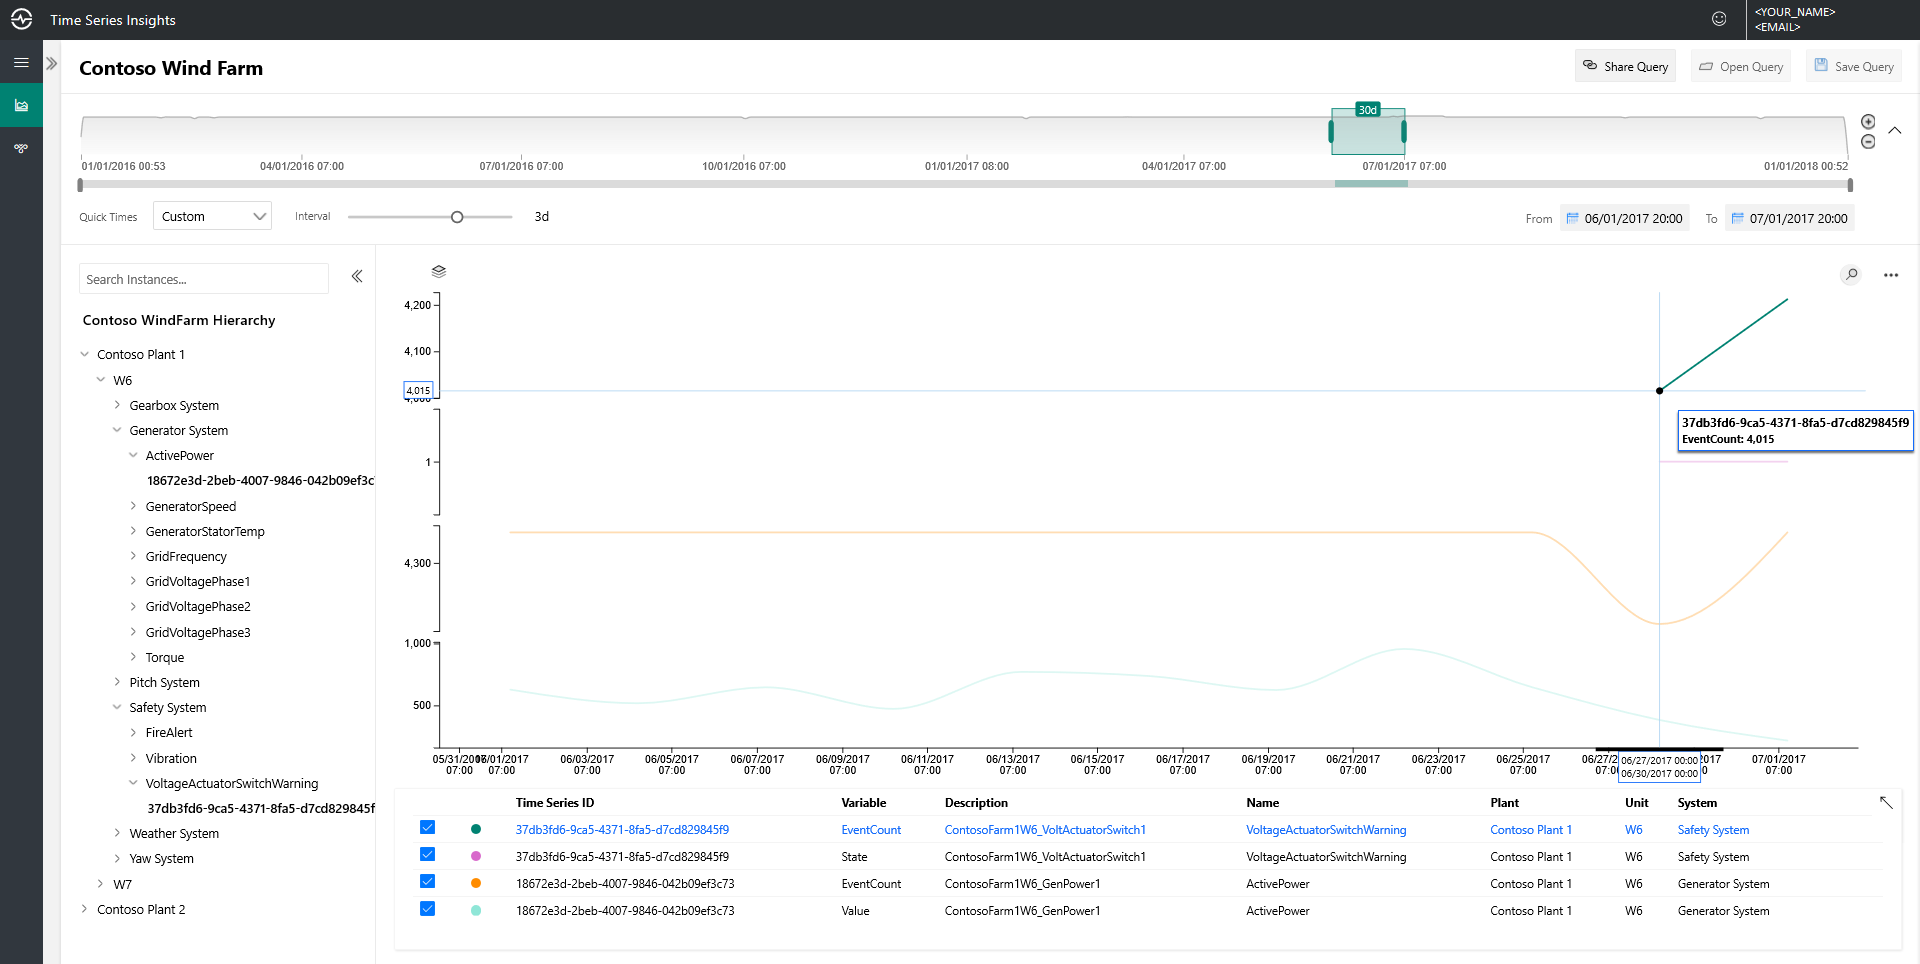 Time Series Insights
<YOUR_NAME>
<EMAIL>
Contoso Wind Farm
Share Query
Open Query
Save Query
30d
01/01/2016 00:53
04/01/2016 07:00
07/01/2016 07:00
10/01/2016 07:00
01/01/2017 08:00
04/01/2017 07:00
07/01/2017 07:00
01/01/2018 00:52
Quick Times
Custom
Interval
3d
From
06/01/2017 20:00
To
07/01/2017 20:00
Search Instances...
Contoso WindFarm Hierarchy
Contoso Plant 1
W6
Gearbox System
Generator System
ActivePower
18672e3d-2beb-4007-9846-042b09ef3c
GeneratorSpeed
GeneratorStatorTemp
GridFrequency
GridVoltagePhase1
GridVoltagePhase2
GridVoltagePhase3
Torque
Pitch System
Safety System
FireAlert
Vibration
VoltageActuatorSwitchWarning
37db3fd6-9ca5-4371-8fa5-d7cd829845f
Weather System
Yaw System
W7
Contoso Plant 2
4,200
4,100
4,015
4,000
37db3fd6-9ca5-4371-8fa5-d7cd829845f9
EventCount: 4,015
1
4,300
1,000
500
05/31/2017
07:00
06/01/2017
07:00
06/03/2017
07:00
06/05/2017
07:00
06/07/2017
07:00
06/09/2017
07:00
06/11/2017
07:00
06/13/2017
07:00
06/15/2017
07:00
06/17/2017
07:00
06/19/2017
07:00
06/21/2017
07:00
06/23/2017
07:00
06/25/2017
07:00
06/27/2
07:0
06/27/2017 00:00
06/30/2017 00:00
/2017
00
07/01/2017
07:00
Time Series ID Variable Description Name Plant Unit System
37db3fd6-9ca5-4371-8fa5-d7cd829845f9 EventCount ContosoFarm1W6_VoltActuatorSwitch1 VoltageActuatorSwitchWarning Contoso Plant 1 W6 Safety System
37db3fd6-9ca5-4371-8fa5-d7cd829845f9 State ContosoFarm1W6_VoltActuatorSwitch1 VoltageActuatorSwitchWarning Contoso Plant 1 W6 Safety System
18672e3d-2beb-4007-9846-042b09ef3c73 EventCount ContosoFarm1W6_GenPower1 ActivePower Contoso Plant 1 W6 Generator System
18672e3d-2beb-4007-9846-042b09ef3c73 Value ContosoFarm1W6_GenPower1 ActivePower Contoso Plant 1 W6 Generator System